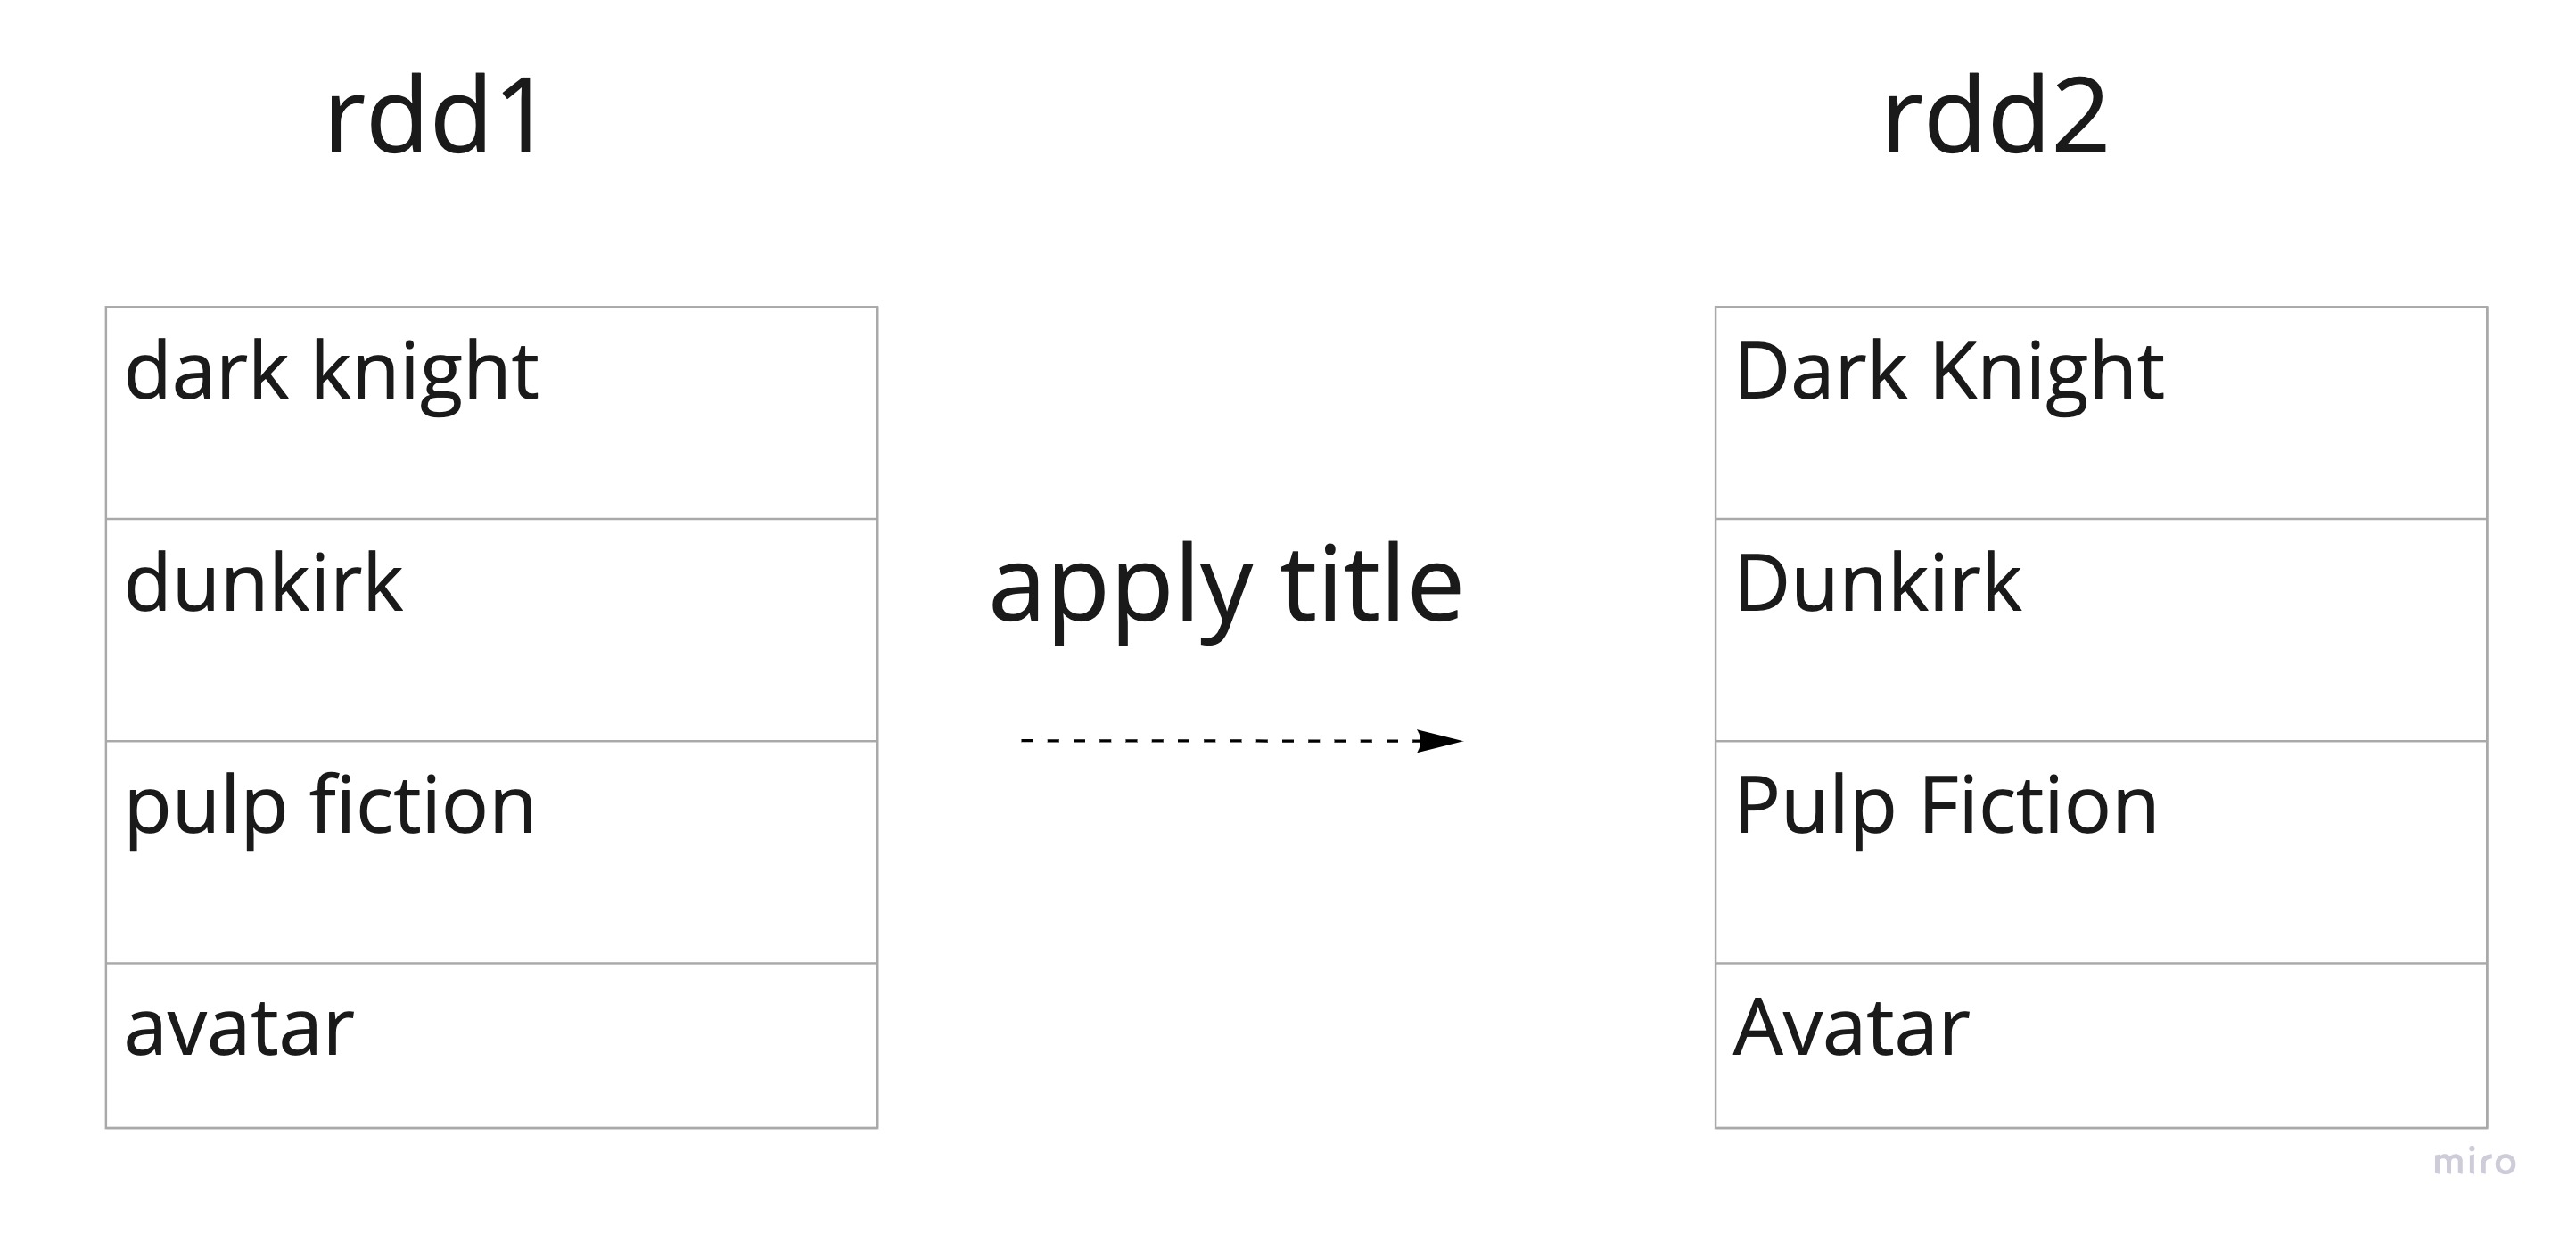 rdd1
rdd2
dark knight
dunkirk
pulp fiction
avatar
apply title
Dark Knight
Dunkirk
Pulp Fiction
Avatar
miro